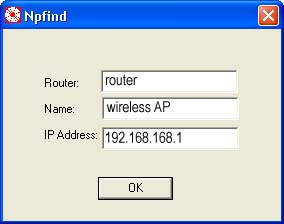 Npfind
Router: router
Name: wireless AP
IP Address: 192.168.168.1
OK